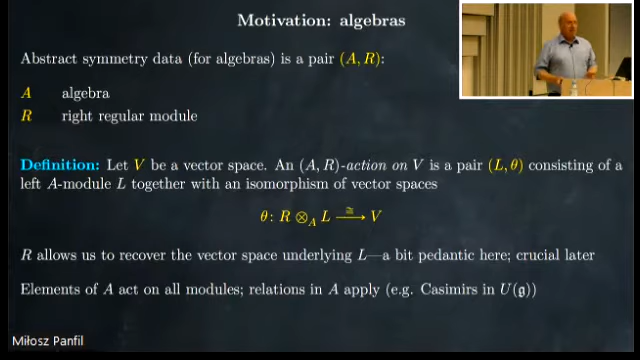 Motivation: algebras
Abstract symmetry data (for algebras) is a pair (A, R):
A algebra
R right regular module
Definition: Let V be a vector space. An (A, R)-action on V is a pair (L, θ) consisting of a
left A-module L together with an isomorphism of vector spaces
θ: R ⊗_A L ≅⟶ V
R allows us to recover the vector space underlying L—a bit pedantic here; crucial later
Elements of A act on all modules; relations in A apply (e.g. Casimirs in U(𝔤))
Miłosz Panfil